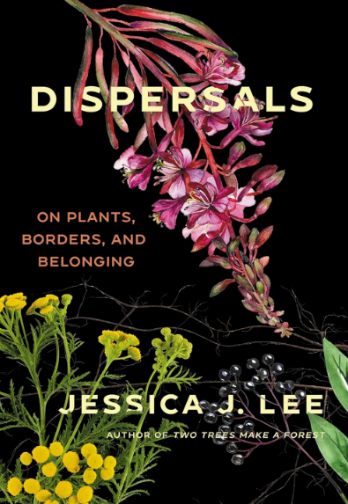 DISPERSALS
ON PLANTS,
BORDERS, AND
BELONGING
JESSICA J. LEE
AUTHOR OF TWO TREES MAKE A FOREST